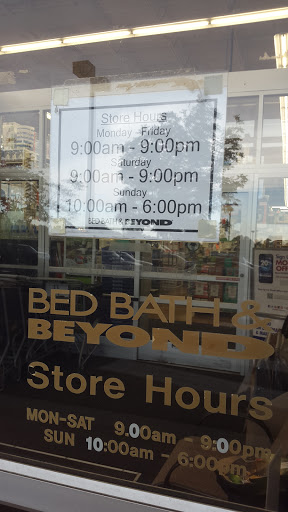 Store Hours
Monday - Friday
9:00am - 9:00pm
Saturday
9:00am - 9:00pm
Sunday
10:00am - 6:00pm
BED BATH & BEYOND
BED BATH &
BEYOND
Store Hours
MON-SAT 9:00am - 9:00pm
SUN 10:00am - 6:00pm